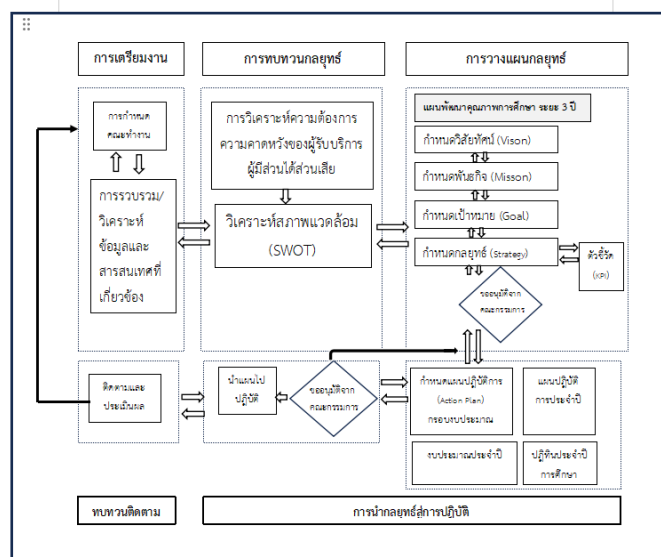 การเตรียมงาน
การทบทวนกลยุทธ์
การวางแผนกลยุทธ์
การกำหนด
คณะทำงาน
การรวบรวม/
วิเคราะห์
ข้อมูลและ
สารสนเทศที่
เกี่ยวข้อง
การวิเคราะห์ความต้องการ
ความคาดหวังของผู้รับบริการ
ผู้มีส่วนได้ส่วนเสีย
วิเคราะห์สภาพแวดล้อม
(SWOT)
แผนพัฒนาคุณภาพการศึกษา ระยะ 3 ปี
กำหนดวิสัยทัศน์ (Vison)
กำหนดพันธกิจ (Misson)
กำหนดเป้าหมาย (Goal)
กำหนดกลยุทธ์ (Strategy)
ตัวชี้วัด
(KPI)
ขออนุมัติจาก
คณะกรรมการ
ติดตามและ
ประเมินผล
นำแผนไป
ปฏิบัติ
ขออนุมัติจาก
คณะกรรมการ
กำหนดแผนปฏิบัติการ
(Action Plan)
กรอบงบประมาณ
แผนปฏิบัติ
การประจำปี
งบประมาณประจำปี
ปฏิทินประจำปี
การศึกษา
ทบทวนติดตาม
การนำกลยุทธ์สู่การปฏิบัติ